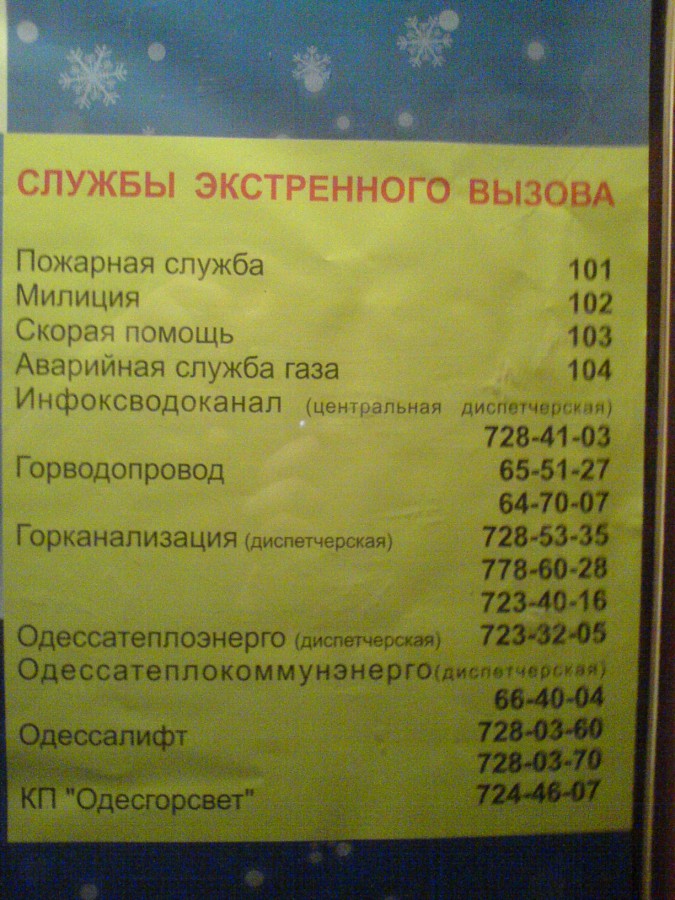 СЛУЖБЫ ЭКСТРЕННОГО ВЫЗОВА
Пожарная служба 101
Милиция 102
Скорая помощь 103
Аварийная служба газа 104
Инфоксводоканал (центральная диспетчерская)
728-41-03
Горводопровод 65-51-27
64-70-07
Горканализация (диспетчерская) 728-53-35
778-60-28
723-40-16
Одессатеплоэнерго (диспетчерская) 723-32-05
Одессатеплокоммунэнерго(диспетчерская)
66-40-04
Одессалифт 728-03-60
728-03-70
КП "Одесгорсвет" 724-46-07